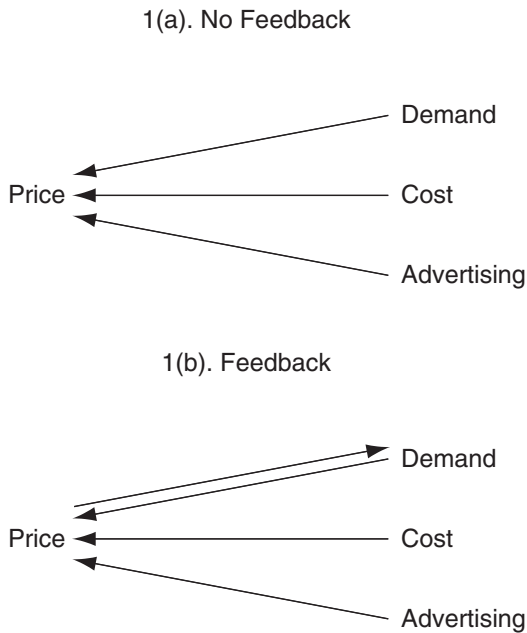 1(a). No Feedback
Demand
Price
Cost
Advertising
1(b). Feedback
Demand
Price
Cost
Advertising